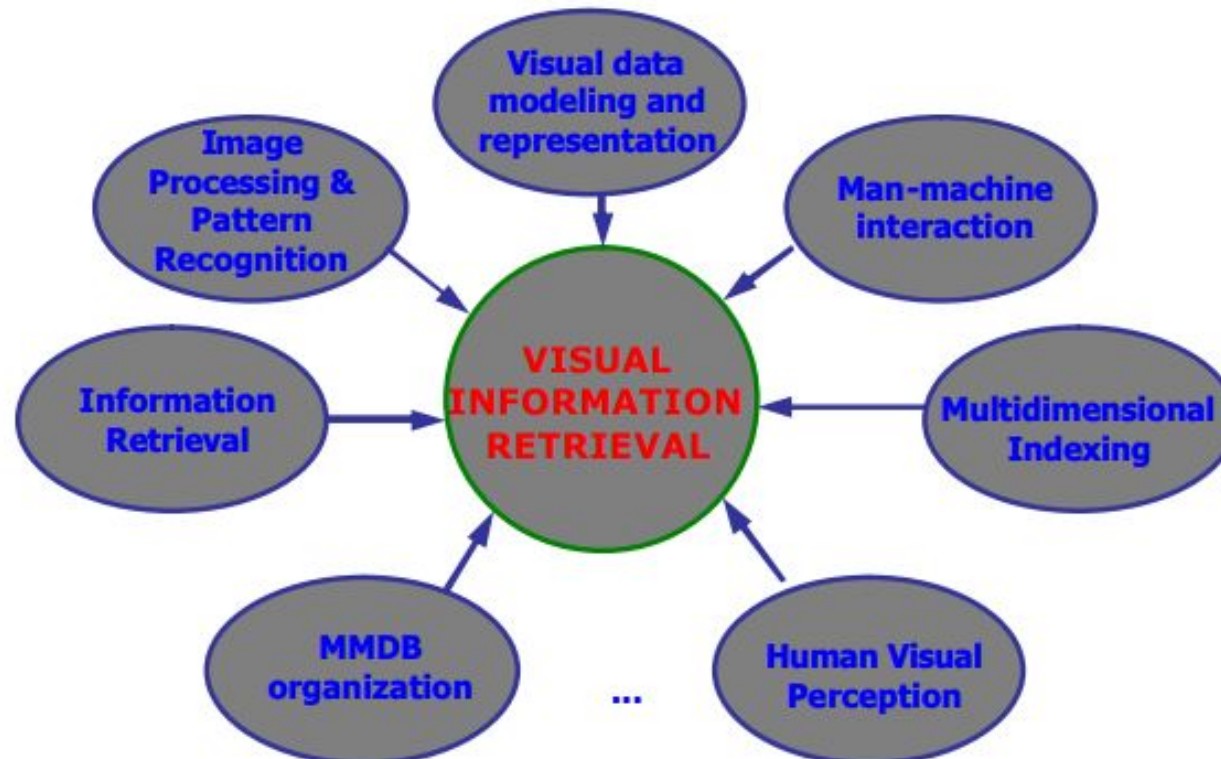 Visual data
modeling and
representation
Image
Processing &
Pattern
Recognition
Man-machine
interaction
VISUAL
INFORMATION
RETRIEVAL
Information
Retrieval
Multidimensional
Indexing
MMDB
organization
...
Human Visual
Perception